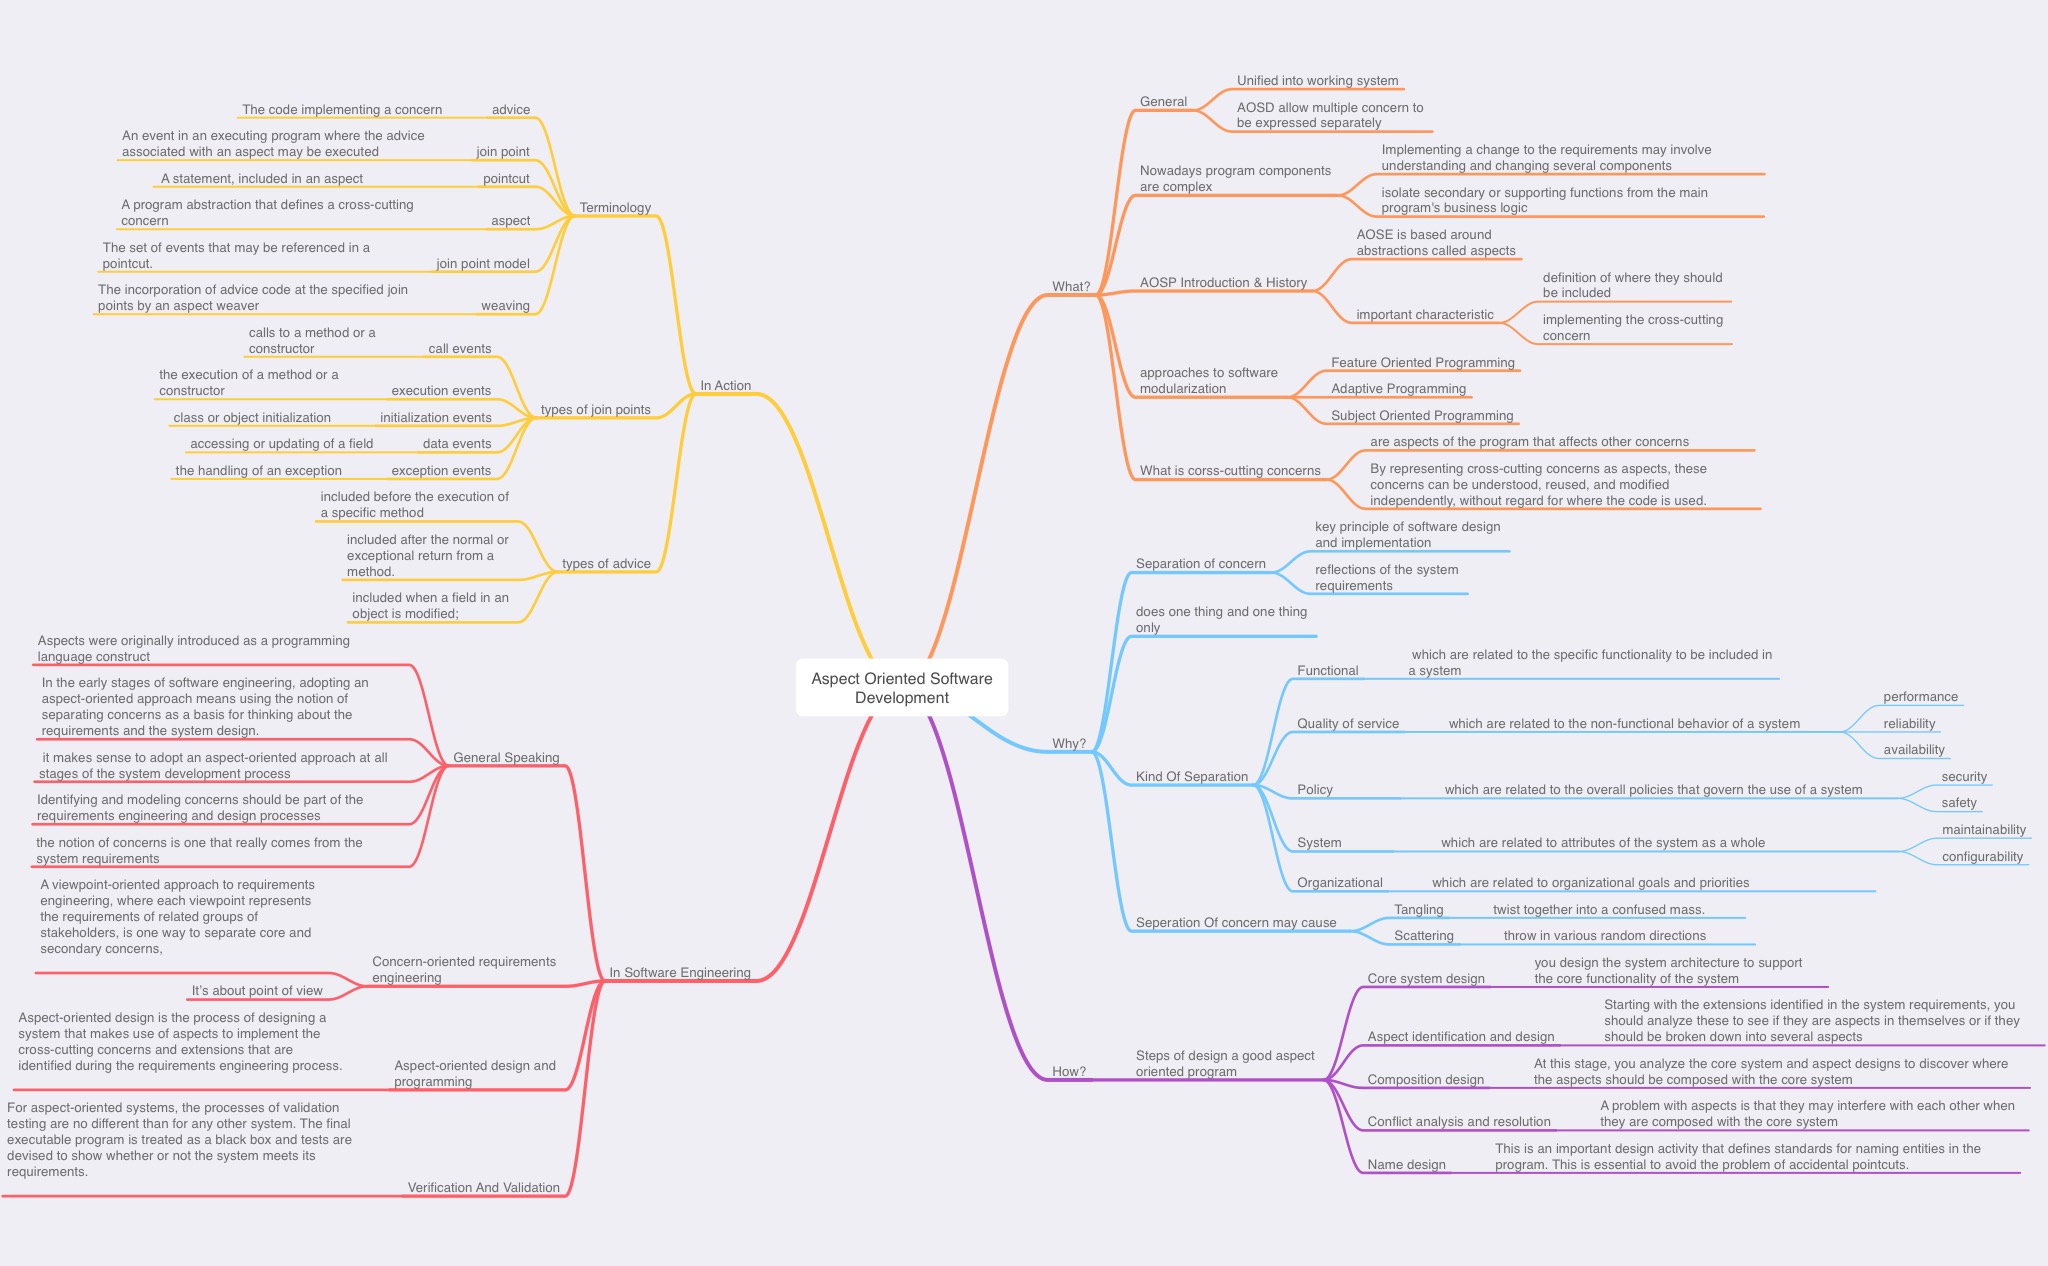 Aspect Oriented Software
Development
What?
General
Unified into working system
AOSD allow multiple concern to
be expressed separately
Nowadays program components
are complex
Implementing a change to the requirements may involve
understanding and changing several components
isolate secondary or supporting functions from the main
program's business logic
AOSP Introduction & History
AOSE is based around
abstractions called aspects
important characteristic
definition of where they should
be included
implementing the cross-cutting
concern
approaches to software
modularization
Feature Oriented Programming
Adaptive Programming
Subject Oriented Programming
What is corss-cutting concerns
are aspects of the program that affects other concerns
By representing cross-cutting concerns as aspects, these
concerns can be understood, reused, and modified
independently, without regard for where the code is used.
Why?
Separation of concern
key principle of software design
and implementation
reflections of the system
requirements
does one thing and one thing
only
Kind Of Separation
Functional
which are related to the specific functionality to be included in
a system
Quality of service
which are related to the non-functional behavior of a system
performance
reliability
availability
Policy
which are related to the overall policies that govern the use of a system
security
safety
System
which are related to attributes of the system as a whole
maintainability
configurability
Organizational
which are related to organizational goals and priorities
Seperation Of concern may cause
Tangling
twist together into a confused mass.
Scattering
throw in various random directions
How?
Steps of design a good aspect
oriented program
Core system design
you design the system architecture to support
the core functionality of the system
Aspect identification and design
Starting with the extensions identified in the system requirements, you
should analyze these to see if they are aspects in themselves or if they
should be broken down into several aspects
Composition design
At this stage, you analyze the core system and aspect designs to discover where
the aspects should be composed with the core system
Conflict analysis and resolution
A problem with aspects is that they may interfere with each other when
they are composed with the core system
Name design
This is an important design activity that defines standards for naming entities in the
program. This is essential to avoid the problem of accidental pointcuts.
In Action
Terminology
advice
The code implementing a concern
join point
An event in an executing program where the advice
associated with an aspect may be executed
pointcut
A statement, included in an aspect
aspect
A program abstraction that defines a cross-cutting
concern
join point model
The set of events that may be referenced in a
pointcut.
weaving
The incorporation of advice code at the specified join
points by an aspect weaver
types of join points
call events
calls to a method or a
constructor
execution events
the execution of a method or a
constructor
initialization events
class or object initialization
data events
accessing or updating of a field
exception events
the handling of an exception
types of advice
included before the execution of
a specific method
included after the normal or
exceptional return from a
method.
included when a field in an
object is modified;
In Software Engineering
General Speaking
Aspects were originally introduced as a programming
language construct
In the early stages of software engineering, adopting an
aspect-oriented approach means using the notion of
separating concerns as a basis for thinking about the
requirements and the system design.
it makes sense to adopt an aspect-oriented approach at all
stages of the system development process
Identifying and modeling concerns should be part of the
requirements engineering and design processes
the notion of concerns is one that really comes from the
system requirements
Concern-oriented requirements
engineering
A viewpoint-oriented approach to requirements
engineering, where each viewpoint represents
the requirements of related groups of
stakeholders, is one way to separate core and
secondary concerns,
It's about point of view
Aspect-oriented design and
programming
Aspect-oriented design is the process of designing a
system that makes use of aspects to implement the
cross-cutting concerns and extensions that are
identified during the requirements engineering process.
Verification And Validation
For aspect-oriented systems, the processes of validation
testing are no different than for any other system. The final
executable program is treated as a black box and tests are
devised to show whether or not the system meets its
requirements.